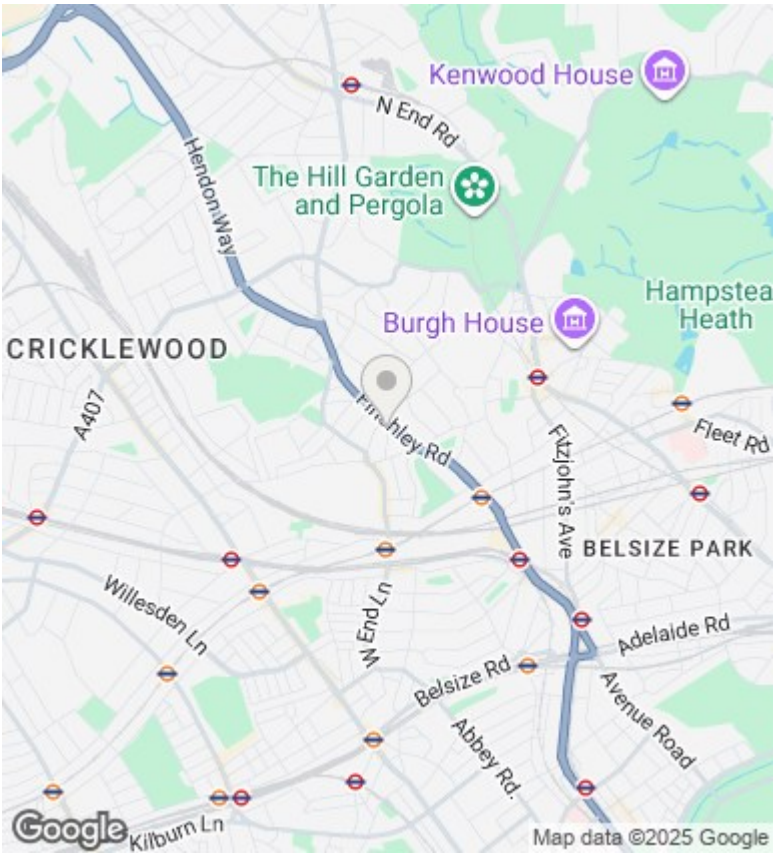 Kenwood House
N End Rd
The Hill Garden
and Pergola
Hendon Way
Hampstea
Heath
Burgh House
CRICKLEWOOD
A407
Finchley Rd
Fitzjohn's Ave
Fleet Rd
BELSIZE PARK
Willesden Ln
W End Ln
Adelaide Rd
Belsize Rd
Avenue Road
Abbey Rd.
Kilburn Ln
Google
Map data ©2025 Google